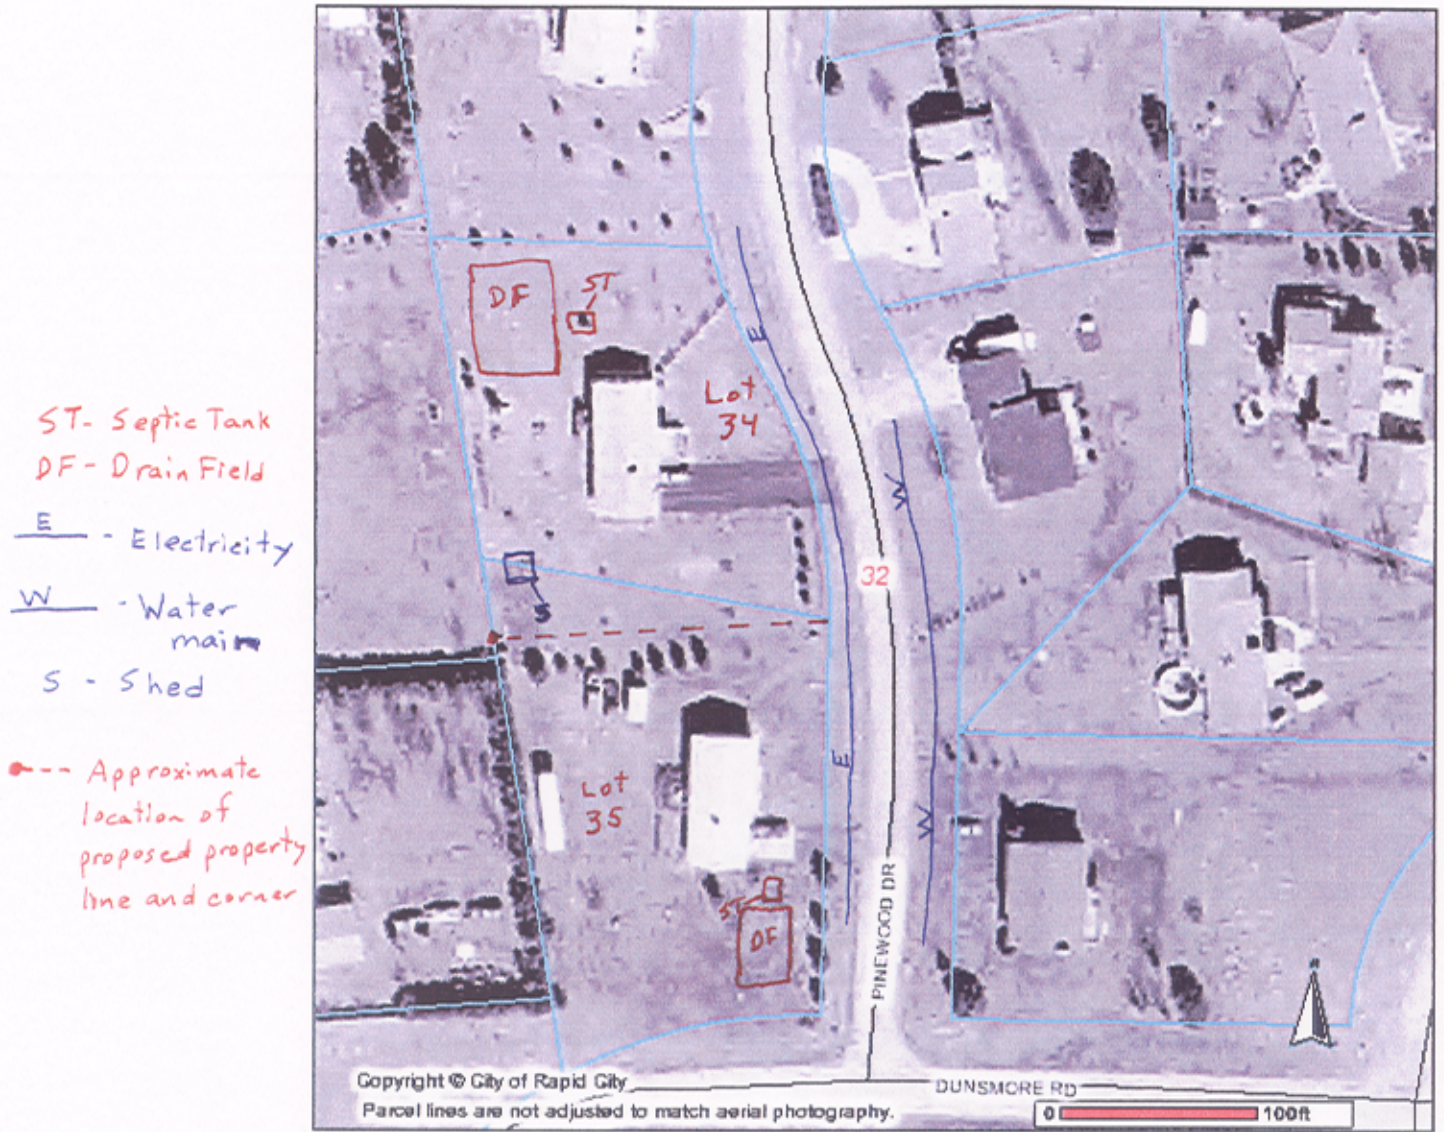 ST- Septic Tank
DF - Drain Field
E - Electricity
W - Water
main
S - Shed
Approximate
location of
proposed property
line and corner
DF
ST
E
Lot
34
W
32
S
Lot
35
E
W
ST
DF
PINEWOOD DR
DUNSMORE RD
Copyright © City of Rapid City
Parcel lines are not adjusted to match aerial photography.
0 100ft